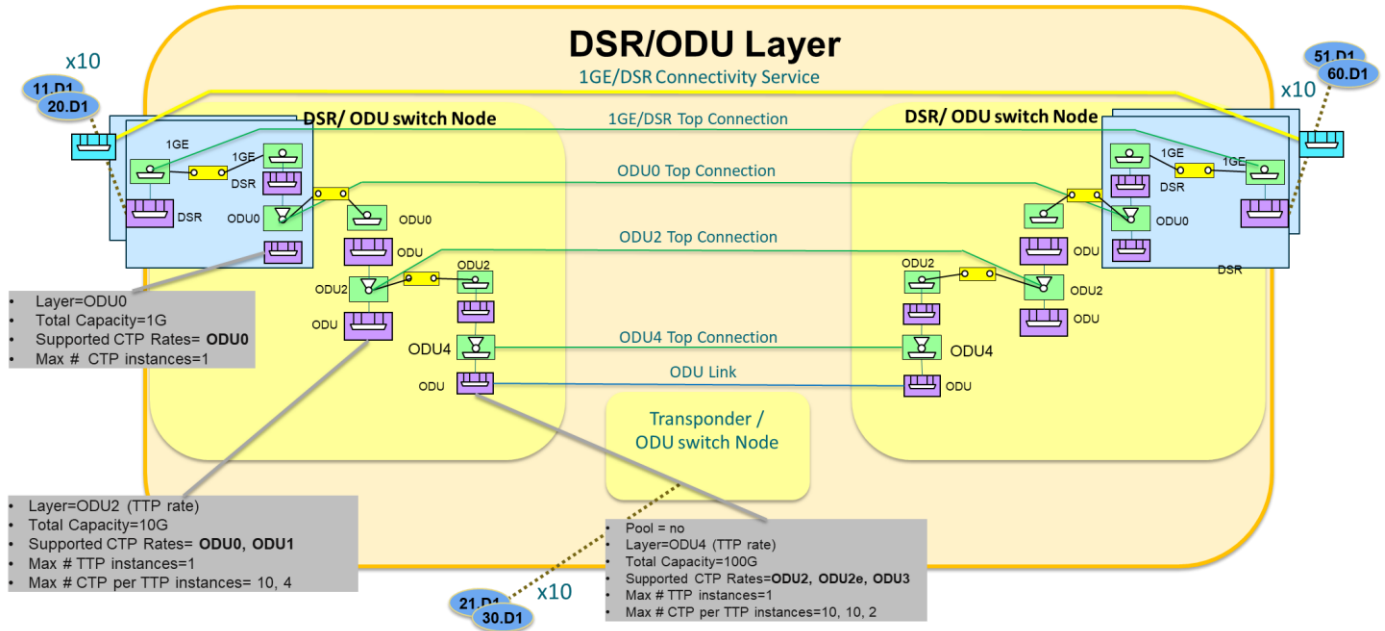 DSR/ODU Layer
1GE/DSR Connectivity Service
x10
11.D1
20.D1
51.D1
60.D1
x10
DSR/ ODU switch Node
1GE/DSR Top Connection
DSR/ ODU switch Node
1GE
1GE
1GE
1GE
DSR
DSR
DSR
DSR
ODU0
ODU0 Top Connection
ODU0
ODU0
ODU
ODU2 Top Connection
ODU
ODU2
ODU2
ODU2
ODU2
ODU
ODU
ODU4
ODU4 Top Connection
ODU4
ODU
ODU Link
ODU
DSR
• Layer=ODU0
• Total Capacity=1G
• Supported CTP Rates= ODU0
• Max # CTP instances=1
Transponder /
ODU switch Node
• Layer=ODU2 (TTP rate)
• Total Capacity=10G
• Supported CTP Rates= ODU0, ODU1
• Max # TTP instances=1
• Max # CTP per TTP instances= 10, 4
• Pool = no
• Layer=ODU4 (TTP rate)
• Total Capacity=100G
• Supported CTP Rates=ODU2, ODU2e, ODU3
• Max # TTP instances=1
• Max # CTP per TTP instances=10, 10, 2
21.D1
30.D1
x10